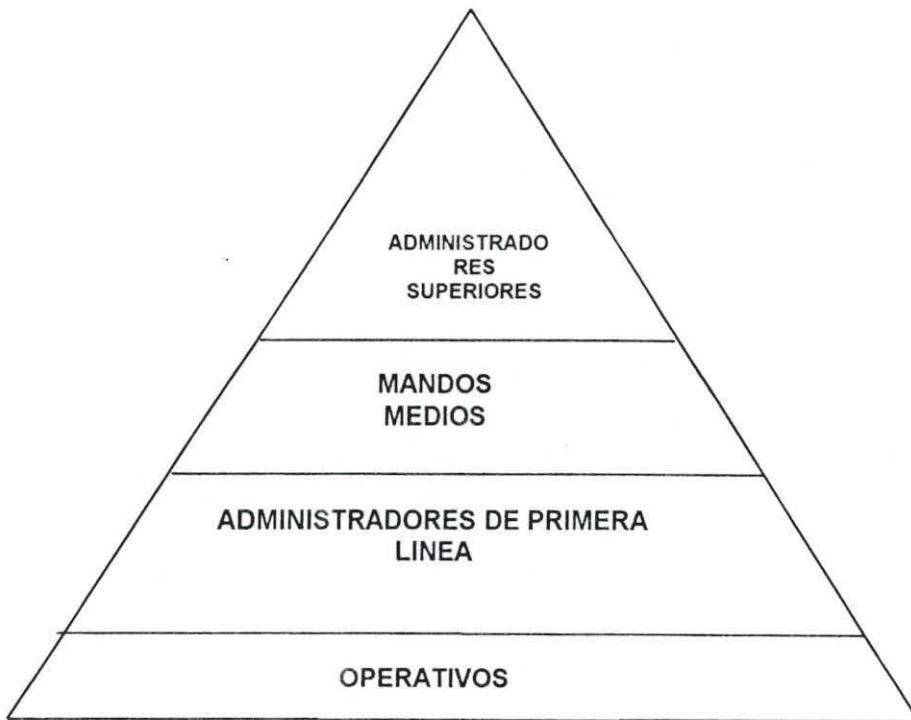 ADMINISTRADO
RES
SUPERIORES
MANDOS
MEDIOS
ADMINISTRADORES DE PRIMERA
LINEA
OPERATIVOS